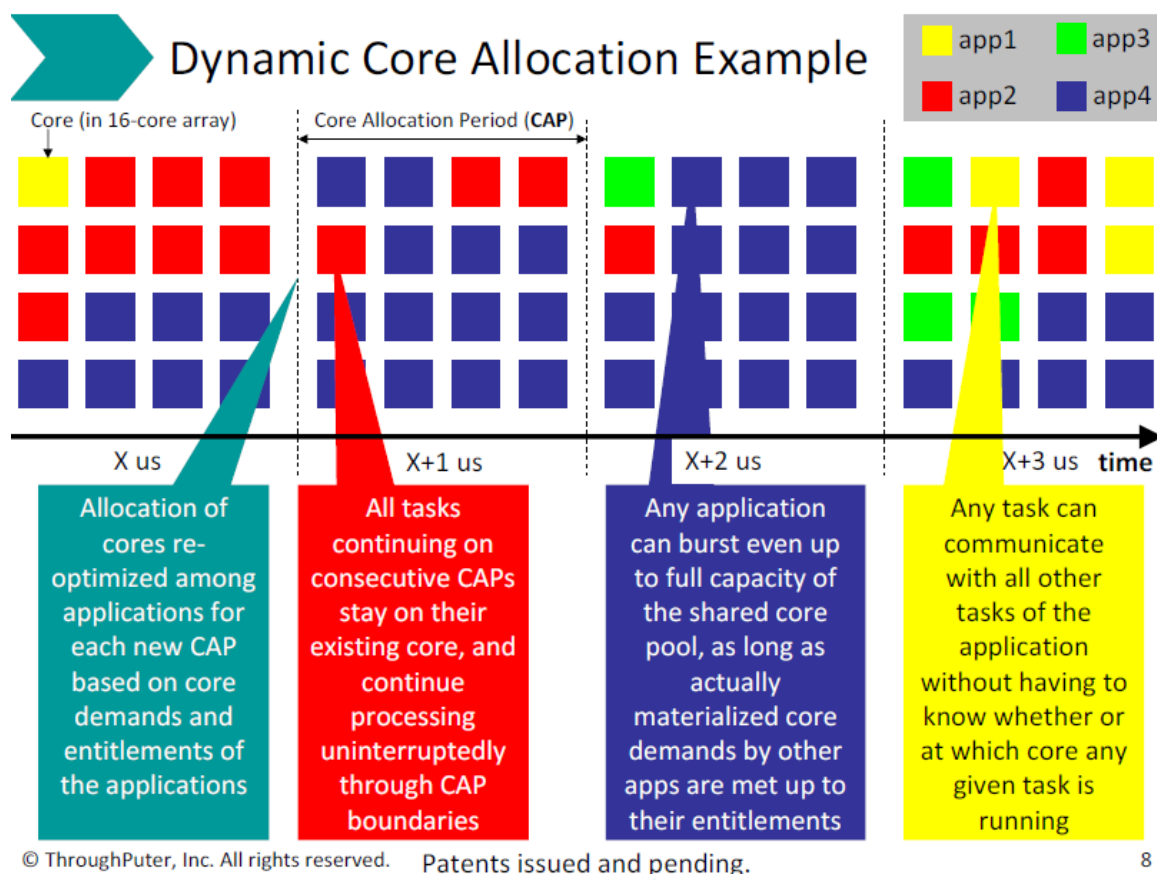 Dynamic Core Allocation Example
app1
app3
app2
app4
Core (in 16-core array)
Core Allocation Period (CAP)
X us
X+1 us
X+2 us
X+3 us
time
Allocation of
cores re-
optimized among
applications for
each new CAP
based on core
demands and
entitlements of
the applications
All tasks
continuing on
consecutive CAPs
stay on their
existing core, and
continue
processing
uninterruptedly
through CAP
boundaries
Any application
can burst even up
to full capacity of
the shared core
pool, as long as
actually
materialized core
demands by other
apps are met up to
their entitlements
Any task can
communicate
with all other
tasks of the
application
without having to
know whether or
at which core any
given task is
running
© ThroughPuter, Inc. All rights reserved.
Patents issued and pending.
8